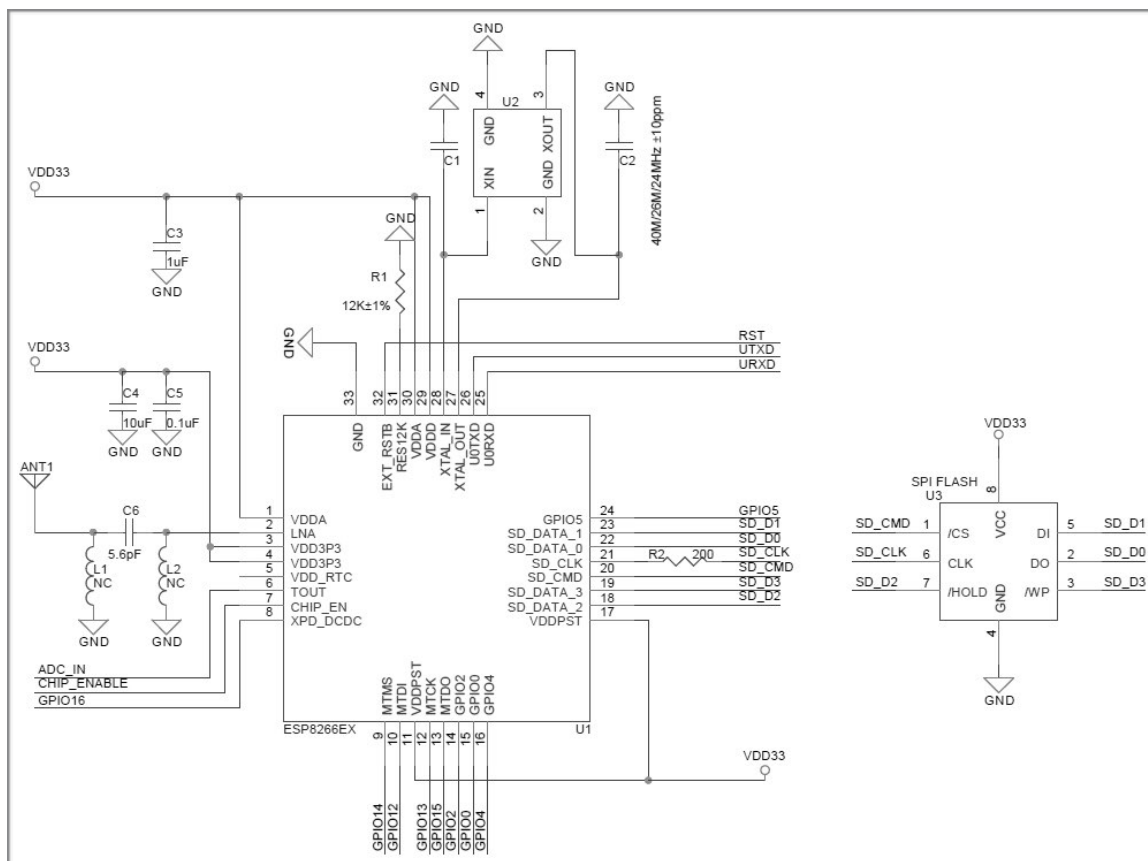 GND
GND
4
3
GND
U2
GND
XOUT
C1
C2
XIN
GND
40M/26M/24MHz ±10ppm
VDD33
1
2
GND
GND
C3
1uF
GND
R1
12K±1%
GND
RST
UTXD
URXD
VDD33
C4
C5
10uF
0.1uF
GND
GND
33
32
31
30
29
28
27
26
25
GND
EXT_RSTB
RES12K
VDDA
VDDD
XTAL_IN
XTAL_OUT
U0TXD
U0RXD
ANT1
C6
5.6pF
L1
NC
L2
NC
GND
GND
1 VDDA
2 LNA
3 VDD3P3
4 VDD3P3
5 VDD_RTC
6 TOUT
7 CHIP_EN
8 XPD_DCDC
GPIO5 24 GPIO5
SD_DATA_1 23 SD_D1
SD_DATA_0 22 SD_D0
SD_CLK 21 R2 200 SD_CLK
SD_CMD 20 SD_CMD
SD_DATA_3 19 SD_D3
SD_DATA_2 18 SD_D2
VDDPST 17
ADC_IN
CHIP_ENABLE
GPIO16
MTMS
MTDI
VDDPST
MTCK
MTDO
GPIO2
GPIO0
GPIO4
ESP8266EX
U1
9
10
11
12
13
14
15
16
VDD33
GPIO14
GPIO12
GPIO13
GPIO15
GPIO2
GPIO0
GPIO4
VDD33
SPI FLASH
U3
8
VCC
SD_CMD 1 /CS
DI 5 SD_D1
SD_CLK 6 CLK
DO 2 SD_D0
SD_D2 7 /HOLD
/WP 3 SD_D3
GND
4
GND